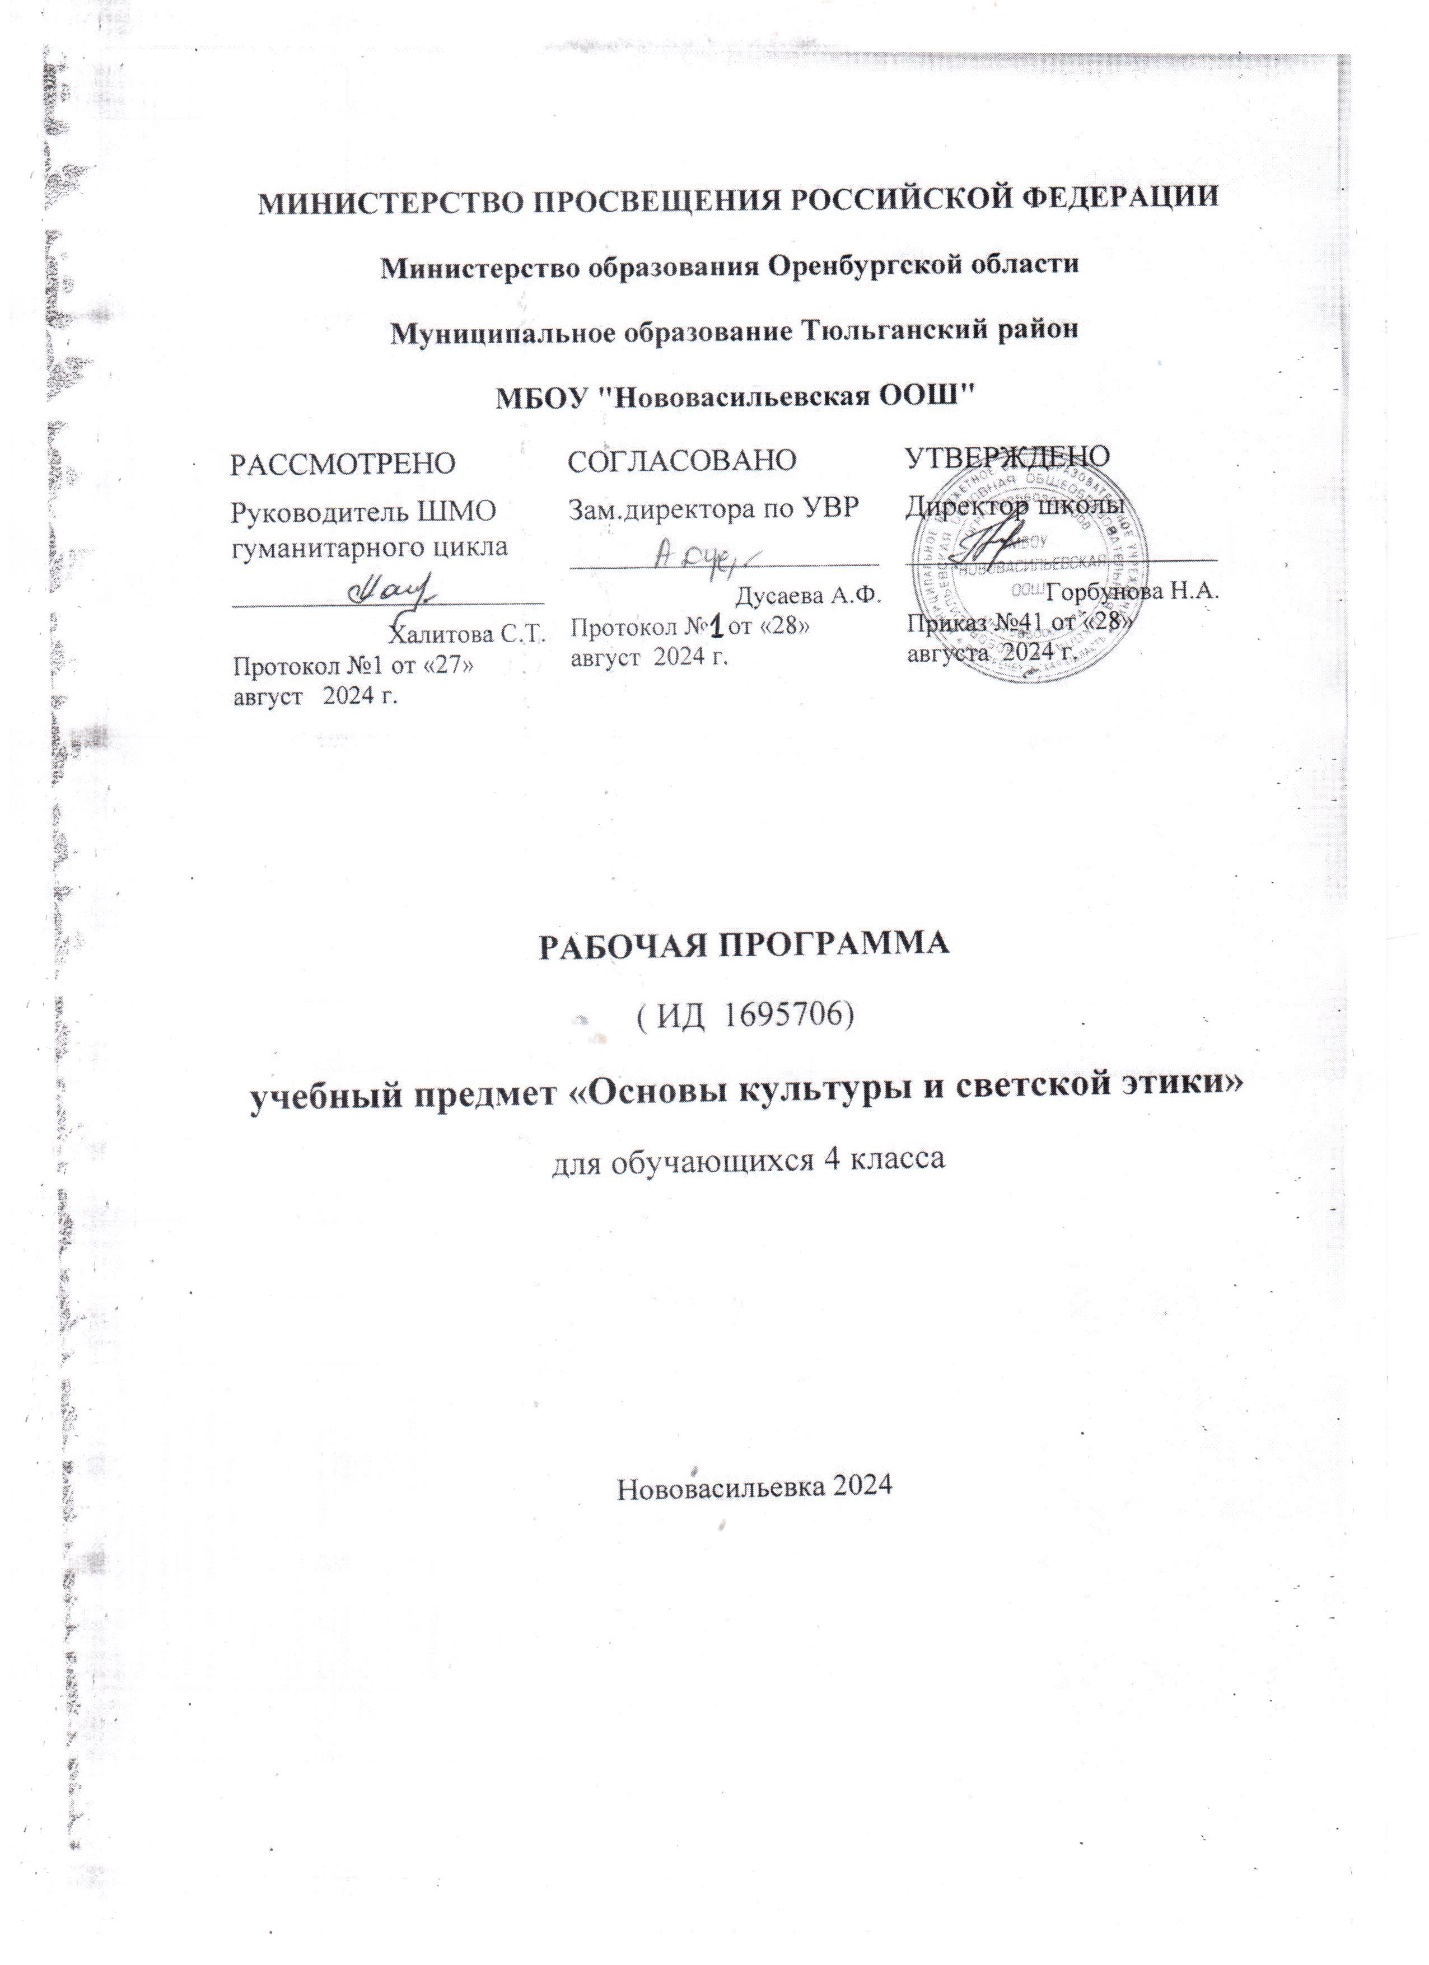 МИНИСТЕРСТВО ПРОСВЕЩЕНИЯ РОССИЙСКОЙ ФЕДЕРАЦИИ
Министерство образования Оренбургской области
Муниципальное образование Тюльганский район
МБОУ "Нововасильевская ООШ"
РАССМОТРЕНО
Руководитель ШМО
гуманитарного цикла
Халитова С.Т.
Протокол №1 от «27»
август 2024 г.
СОГЛАСОВАНО
Зам.директора по УВР
Дусаева А.Ф.
Протокол №1 от «28»
август 2024 г.
УТВЕРЖДЕНО
Директор школы
МБОУ
НОВОВАСИЛЬЕВСКАЯ
ООШ
Горбунова Н.А.
Приказ №41 от «28»
августа 2024 г.
РАБОЧАЯ ПРОГРАММА
( ИД 1695706)
учебный предмет «Основы культуры и светской этики»
для обучающихся 4 класса
Нововасильевка 2024